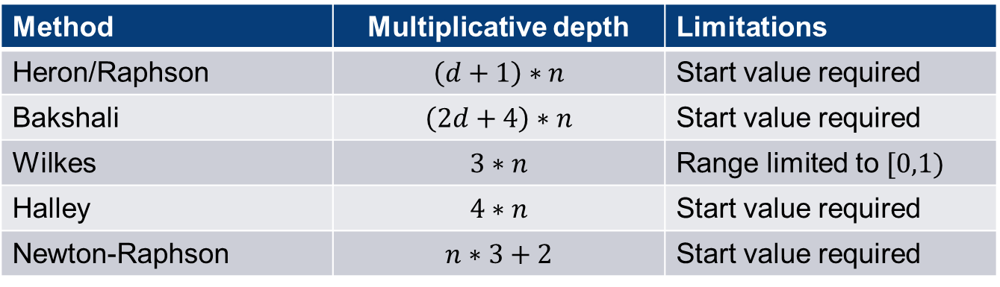 Method Multiplicative depth Limitations
Heron/Raphson (d + 1) ∗ n Start value required
Bakshali (2d + 4) ∗ n Start value required
Wilkes 3 ∗ n Range limited to [0,1)
Halley 4 ∗ n Start value required
Newton-Raphson n ∗ 3 + 2 Start value required